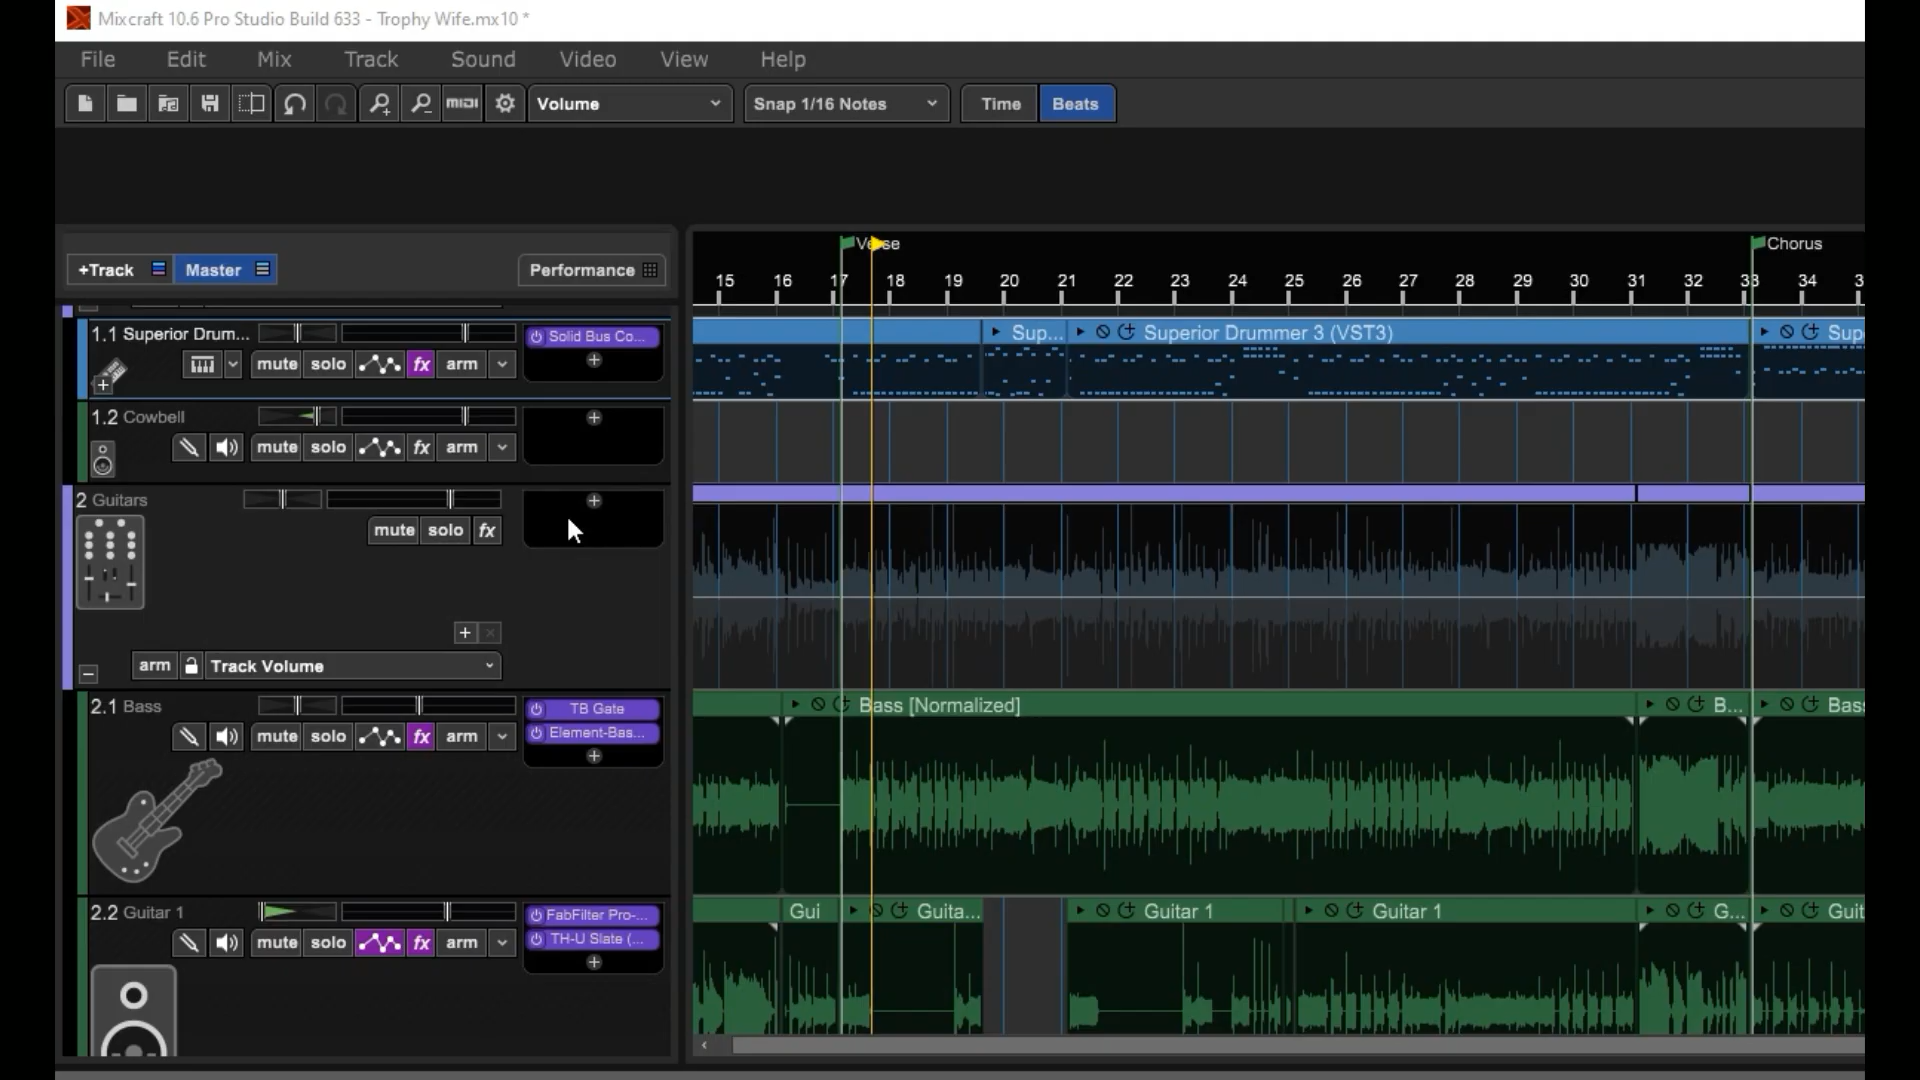 Mixcraft 10.6 Pro Studio Build 633 - Trophy Wife.mx10 *
File Edit Mix Track Sound Video View Help
MIDI Volume Snap 1/16 Notes Time Beats
Verse Chorus
+Track Master Performance
15 16 17 18 19 20 21 22 23 24 25 26 27 28 29 30 31 32 33 34 3
1.1 Superior Drum... Solid Bus Co... Sup... Superior Drummer 3 (VST3) Sup
mute solo fx arm
1.2 Cowbell
mute solo fx arm
2 Guitars
mute solo fx
arm Track Volume
2.1 Bass TB Gate Bass [Normalized] B... Bass
mute solo fx arm Element-Bas...
2.2 Guitar 1 FabFilter Pro-... Gui Guita... Guitar 1 Guitar 1 G... Guit
mute solo fx arm TH-U Slate (...